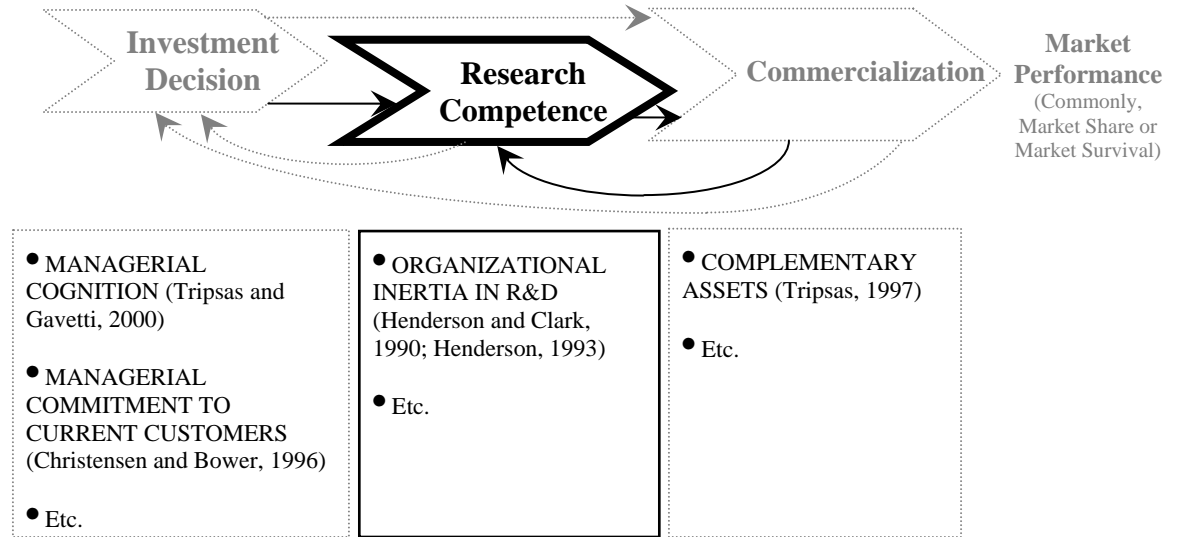 Investment
Decision
Research
Competence
Commercialization
Market
Performance
(Commonly,
Market Share or
Market Survival)
• MANAGERIAL
COGNITION (Tripsas and
Gavetti, 2000)
• MANAGERIAL
COMMITMENT TO
CURRENT CUSTOMERS
(Christensen and Bower, 1996)
• Etc.
• ORGANIZATIONAL
INERTIA IN R&D
(Henderson and Clark,
1990; Henderson, 1993)
• Etc.
• COMPLEMENTARY
ASSETS (Tripsas, 1997)
• Etc.